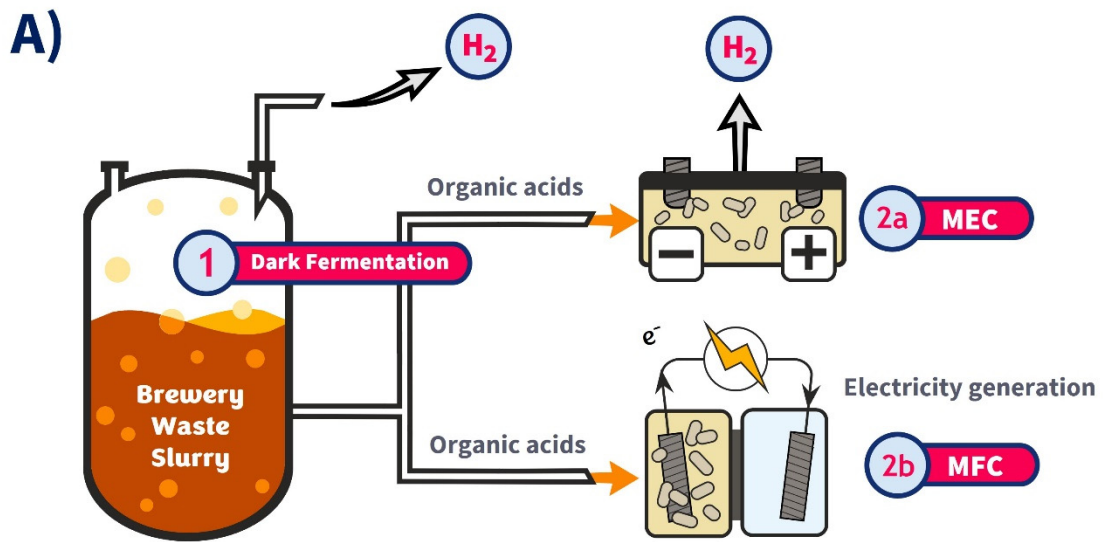 A)
H₂
H₂
Organic acids
2a MEC
1 Dark Fermentation
− +
e⁻
Brewery
Waste
Slurry
Electricity generation
Organic acids
2b MFC